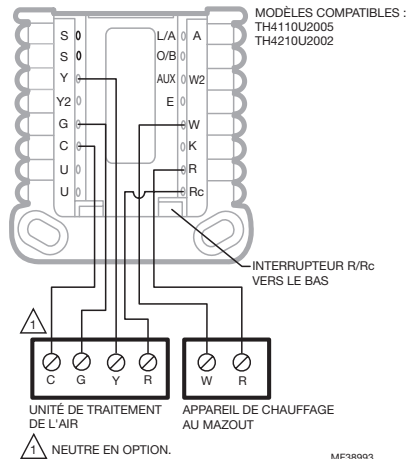 MODÈLES COMPATIBLES :
TH4110U2005
TH4210U2002
S L/A A
S O/B
Y AUX W2
Y2 E
G W
C K
U R
U Rc
INTERRUPTEUR R/Rc
VERS LE BAS
1
C G Y R W R
UNITÉ DE TRAITEMENT
DE L'AIR
APPAREIL DE CHAUFFAGE
AU MAZOUT
1 NEUTRE EN OPTION.
MF38993